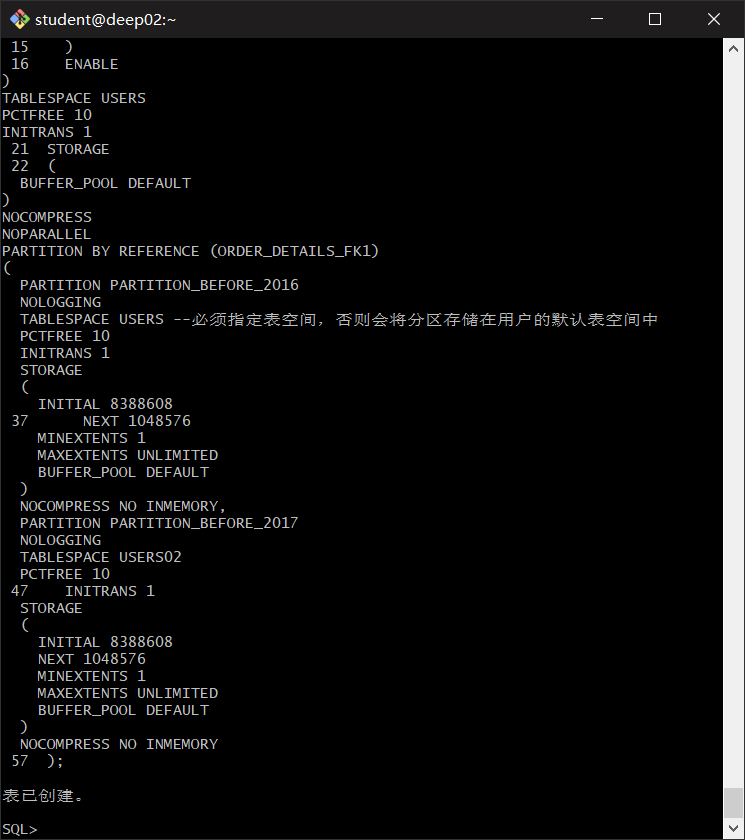 student@deep02:~
15    )
16    ENABLE
)
TABLESPACE USERS
PCTFREE 10
INITRANS 1
21  STORAGE
22  (
BUFFER_POOL DEFAULT
)
NOCOMPRESS
NOPARALLEL
PARTITION BY REFERENCE (ORDER_DETAILS_FK1)
(
PARTITION PARTITION_BEFORE_2016
NOLOGGING
TABLESPACE USERS --必须指定表空间，否则会将分区存储在用户的默认表空间中
PCTFREE 10
INITRANS 1
STORAGE
(
INITIAL 8388608
37      NEXT 1048576
MINEXTENTS 1
MAXEXTENTS UNLIMITED
BUFFER_POOL DEFAULT
)
NOCOMPRESS NO INMEMORY,
PARTITION PARTITION_BEFORE_2017
NOLOGGING
TABLESPACE USERS02
PCTFREE 10
47    INITRANS 1
STORAGE
(
INITIAL 8388608
NEXT 1048576
MINEXTENTS 1
MAXEXTENTS UNLIMITED
BUFFER_POOL DEFAULT
)
NOCOMPRESS NO INMEMORY
57  );
表已创建。
SQL>